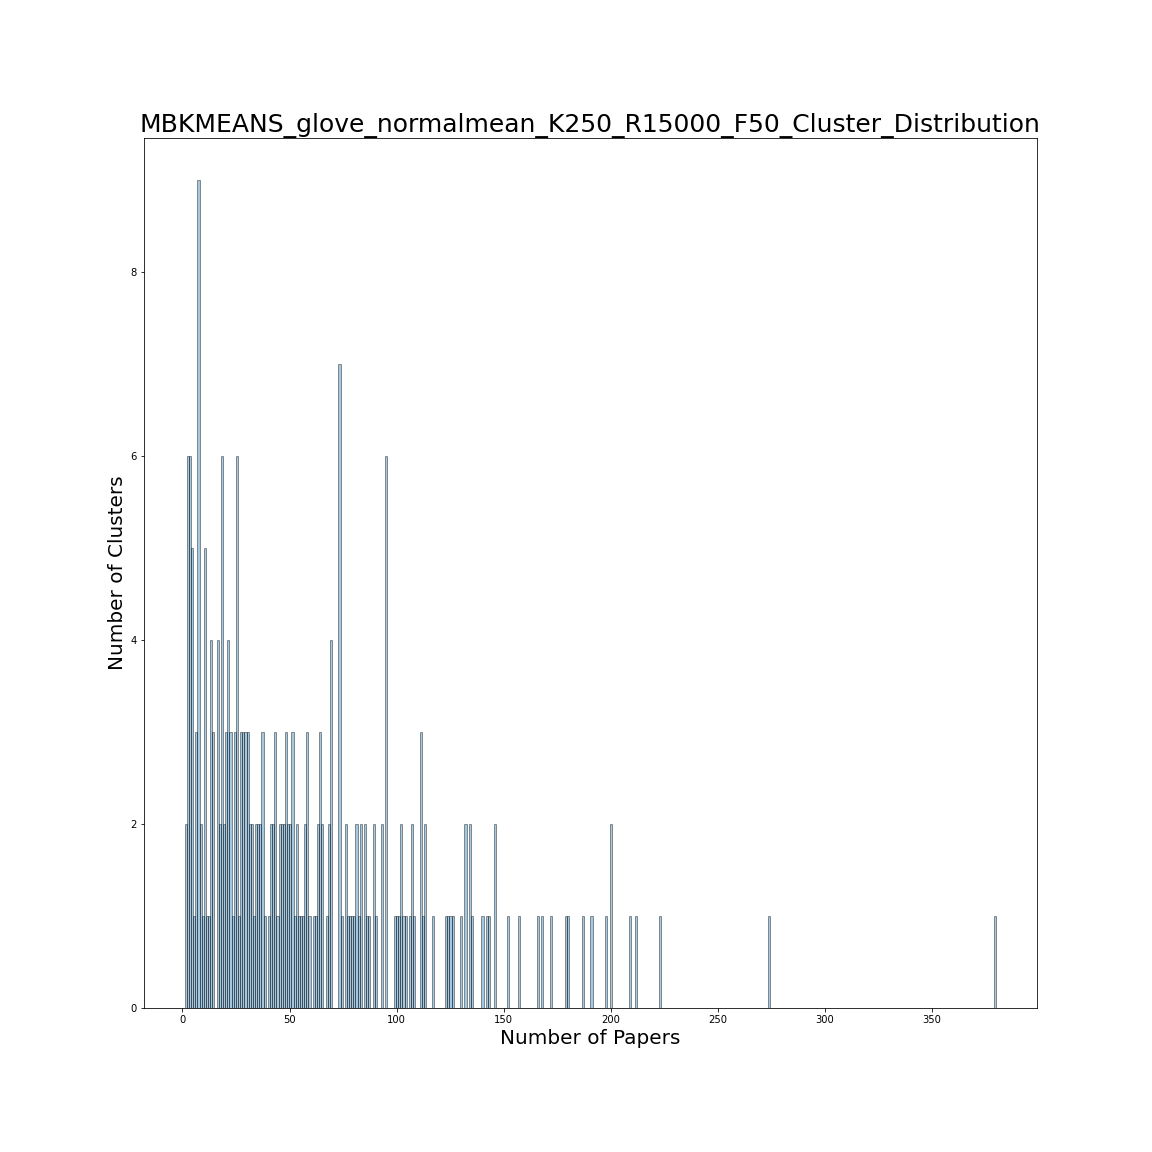 MBKMEANS_glove_normalmean_K250_R15000_F50_Cluster_Distribution
8
6
4
2
0
Number of Clusters
0 50 100 150 200 250 300 350
Number of Papers